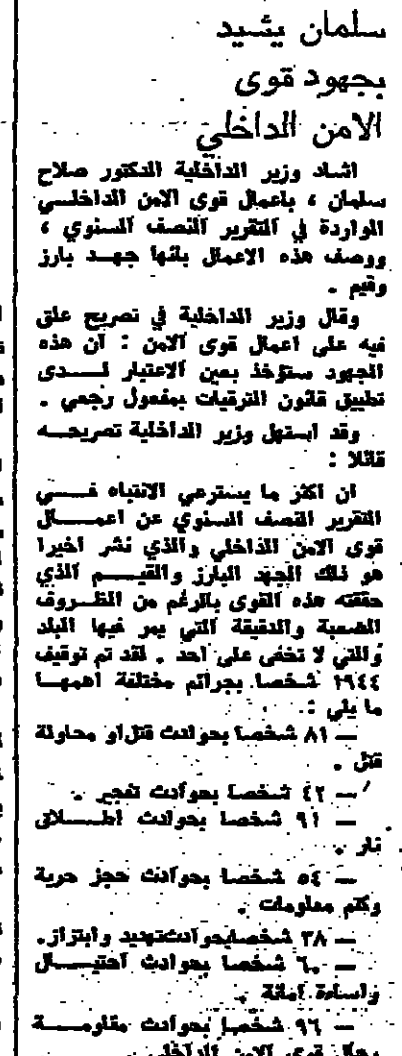 سلمان يشيد
بجهود قوى
الامن الداخلي
اشاد وزير الداخلية الدكتور صلاح
سلمان ، باعمال قوى الامن الداخلي
الواردة في التقرير النصف السنوي ،
ووصف هذه الاعمال بانها جهد بارز
وقيم .
وقال وزير الداخلية في تصريح علق
فيه على اعمال قوى الامن : ان هذه
الجهود ستؤخذ بعين الاعتبار لدى
تطبيق قانون الترقيات بمفعول رجعي .
وقد استهل وزير الداخلية تصريحه
قائلا :
ان اكثر ما يسترعي الانتباه في
التقرير النصف السنوي عن اعمال
قوى الامن الداخلي والذي نشر اخيرا
هو ذلك الجهد البارز والقيم الذي
حققته هذه القوى بالرغم من الظروف
الصعبة والدقيقة التي يمر فيها البلد
والتي لا تخفى على احد . لقد تم توقيف
١٩٤٤ شخصا بجرائم مختلفة اهمها
ما يلي :
— ٨١ شخصا بحوادث قتل او محاولة
قتل .
— ٤٢ شخصا بحوادث تفجير .
— ٩١ شخصا بحوادث اطلاق
نار .
— ٥٤ شخصا بحوادث حجز حرية
وكتم معلومات .
— ٣٨ شخصا بحوادث تهديد وابتزاز .
— ٦٠ شخصا بحوادث احتيال
واساءة امانة .
— ٩٦ شخصا بحوادث مقاومة
رجال قوى الامن الداخلي .